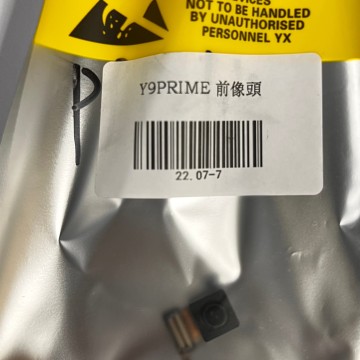 NOT TO BE HANDLED
BY UNAUTHORISED
PERSONNEL YX
P
Y9PRIME 前像頭
22.07-7